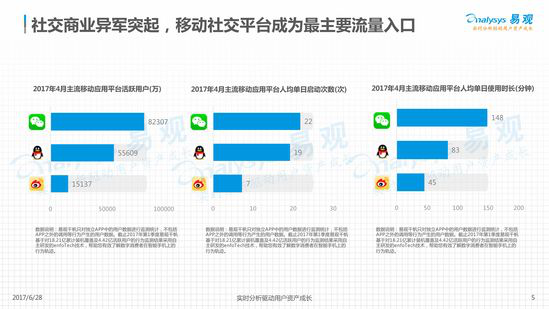 社交商业异军突起，移动社交平台成为最主要流量入口
nalysys 易观
实时分析驱动用户资产成长
2017年4月主流移动应用平台活跃用户(万)
82307
55609
15137
0 50000 100000
数据说明：易观千帆只对独立APP中的用户数据进行监测统计，不包括
APP之外的调用等行为产生的用户数据。截止2017年第1季度易观千帆
基于对18.21亿累计装机覆盖及4.42亿活跃用户的行为监测结果采用自
主研发的enfoTech技术，帮助您有效了解数字消费者在智能手机上的
行为轨迹。
2017年4月主流移动应用平台人均单日启动次数(次)
22
19
7
0 10 20 30
数据说明：易观千帆只对独立APP中的用户数据进行监测统计，不包括
APP之外的调用等行为产生的用户数据。截止2017年第1季度易观千帆
基于对18.21亿累计装机覆盖及4.42亿活跃用户的行为监测结果采用自
主研发的enfoTech技术，帮助您有效了解数字消费者在智能手机上的
行为轨迹。
2017年4月主流移动应用平台人均单日使用时长(分钟)
148
83
45
0 50 100 150 200
数据说明：易观千帆只对独立APP中的用户数据进行监测统计，不包括
APP之外的调用等行为产生的用户数据。截止2017年第1季度易观千帆
基于对18.21亿累计装机覆盖及4.42亿活跃用户的行为监测结果采用自
主研发的enfoTech技术，帮助您有效了解数字消费者在智能手机上的
行为轨迹。
2017/6/28
实时分析驱动用户资产成长
5